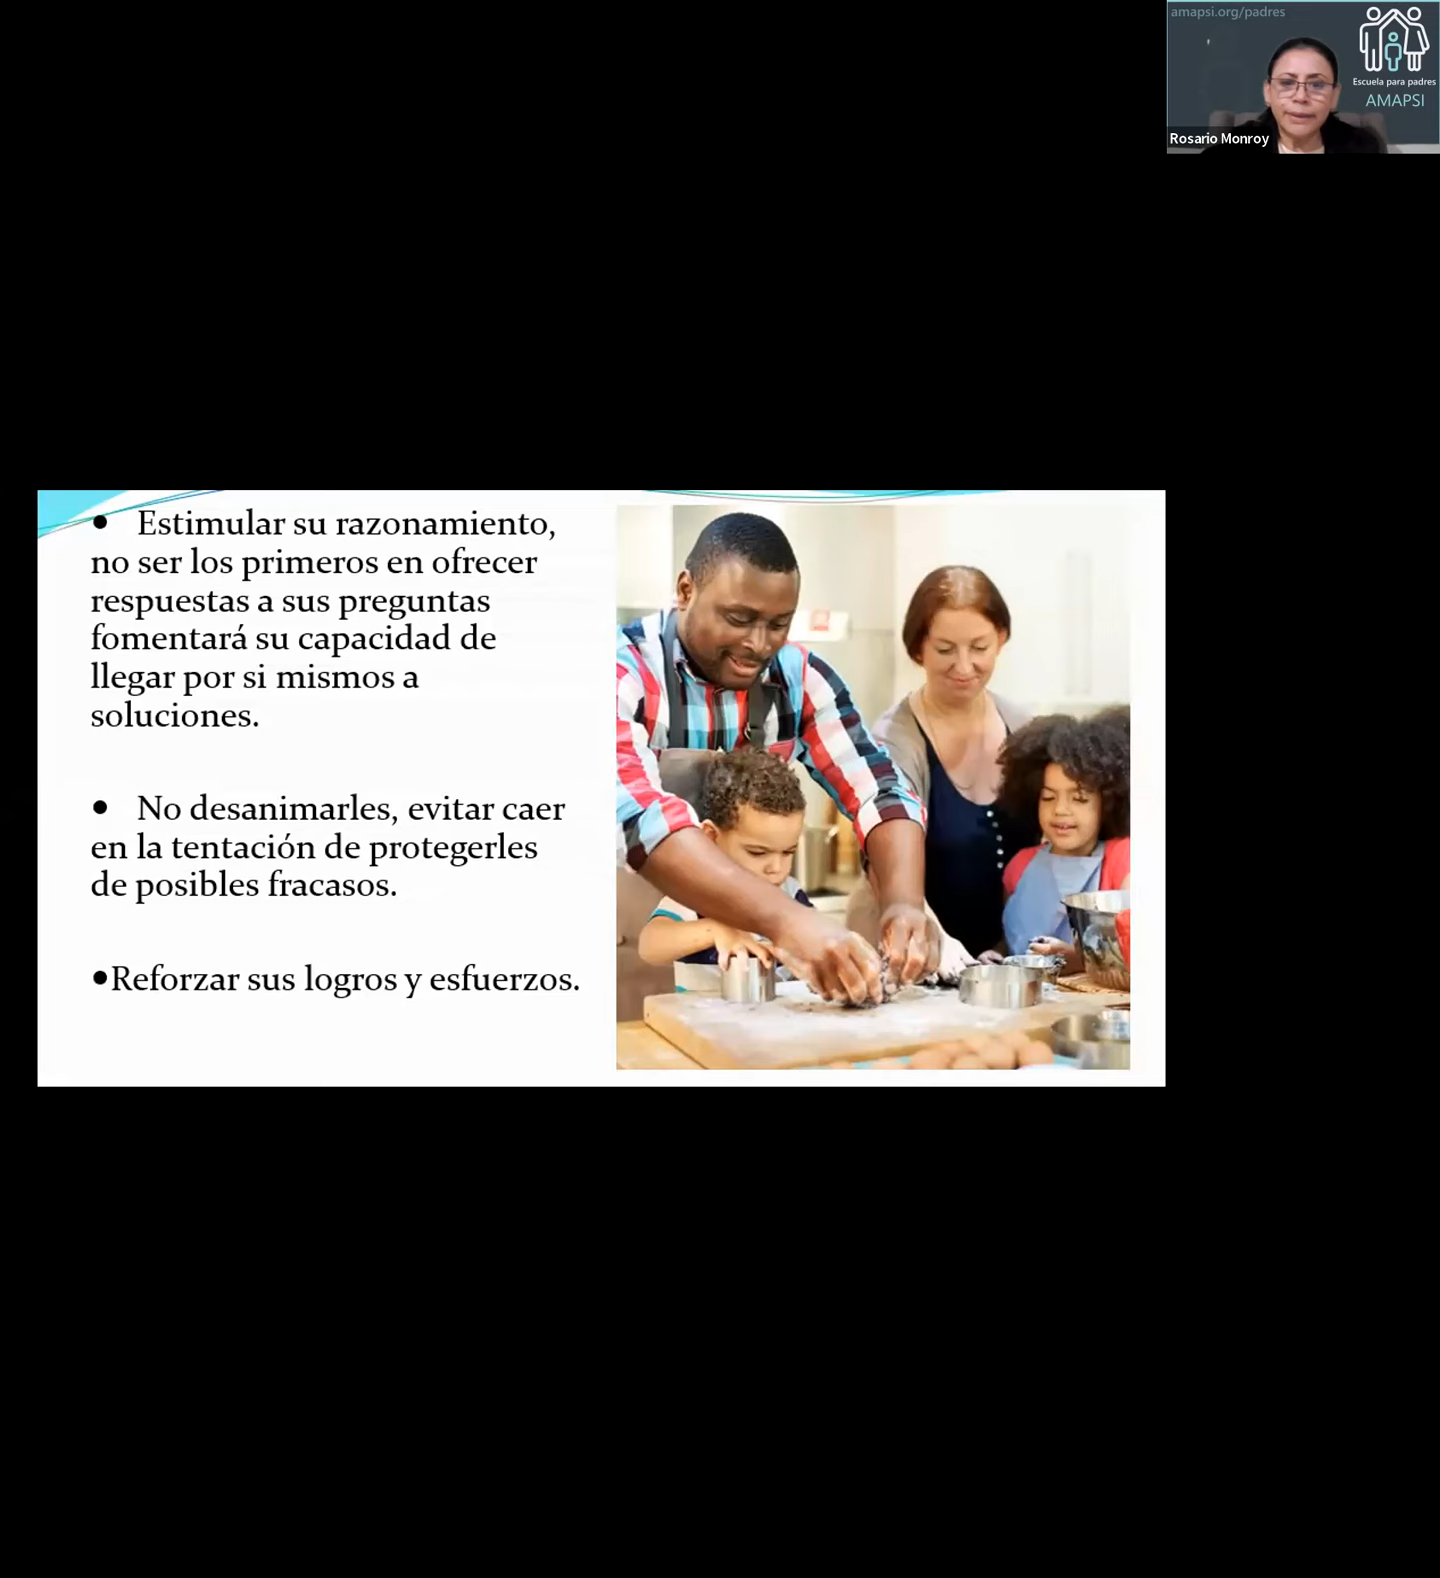 amapsi.org/padres
Escuela para padres
AMAPSI
Rosario Monroy
● Estimular su razonamiento,
no ser los primeros en ofrecer
respuestas a sus preguntas
fomentará su capacidad de
llegar por si mismos a
soluciones.
● No desanimarles, evitar caer
en la tentación de protegerles
de posibles fracasos.
●Reforzar sus logros y esfuerzos.